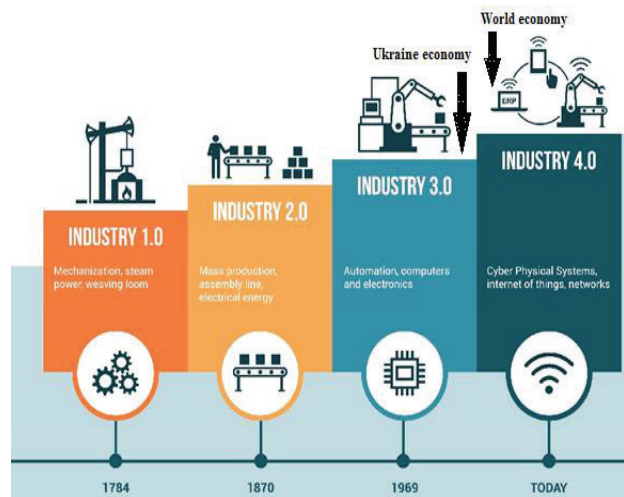 World economy
Ukraine economy
ERP
INDUSTRY 1.0
Mechanization, steam
power, weaving loom
INDUSTRY 2.0
Mass production,
assembly line,
electrical energy
INDUSTRY 3.0
Automation, computers
and electronics
INDUSTRY 4.0
Cyber Physical Systems,
internet of things, networks
1784
1870
1969
TODAY